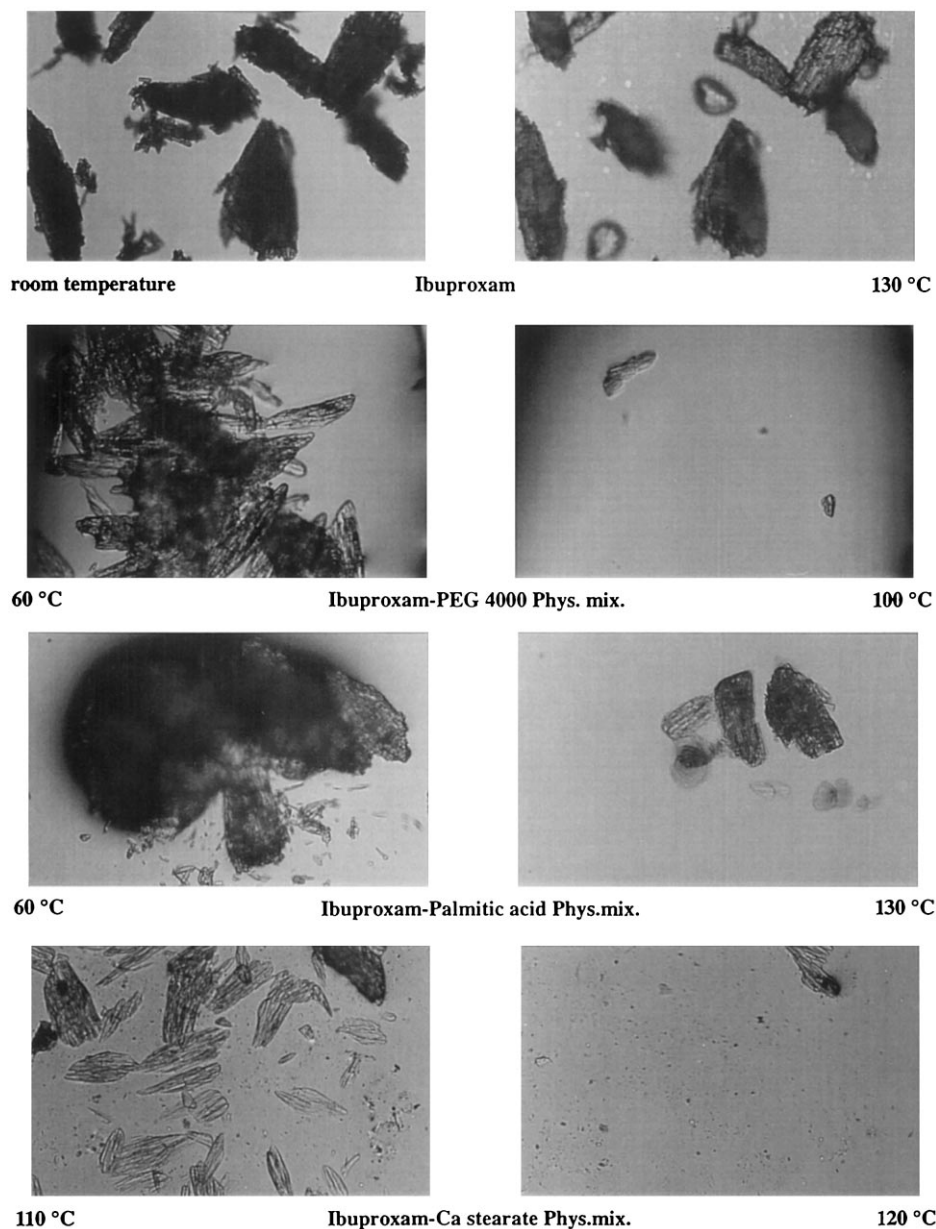 room temperature Ibuproxam 130 °C
60 °C Ibuproxam-PEG 4000 Phys. mix. 100 °C
60 °C Ibuproxam-Palmitic acid Phys.mix. 130 °C
110 °C Ibuproxam-Ca stearate Phys.mix. 120 °C